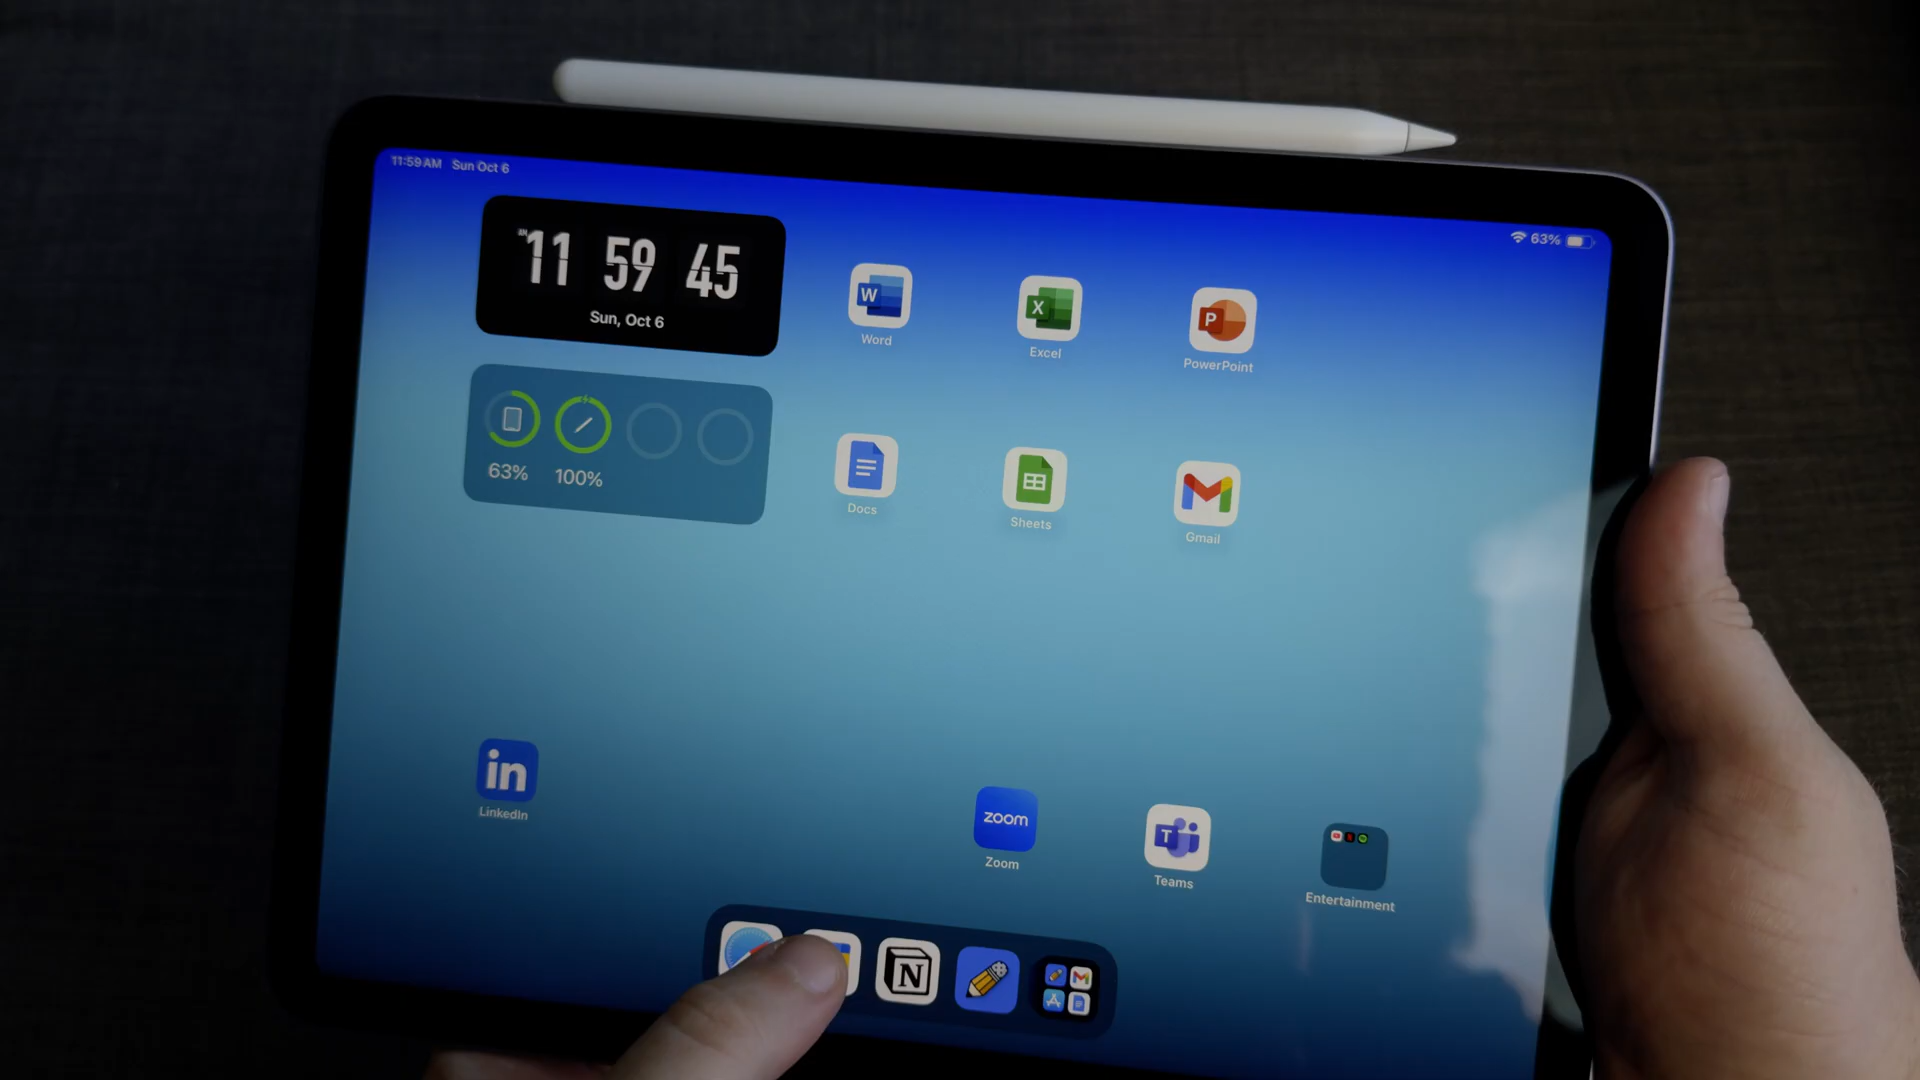 11:59 AM Sun Oct 6
63%
AM 11 59 45
Sun, Oct 6
W
Word
X
Excel
P
PowerPoint
63% 100%
Docs
Sheets
Gmail
in
LinkedIn
zoom
Zoom
T
Teams
Entertainment
N